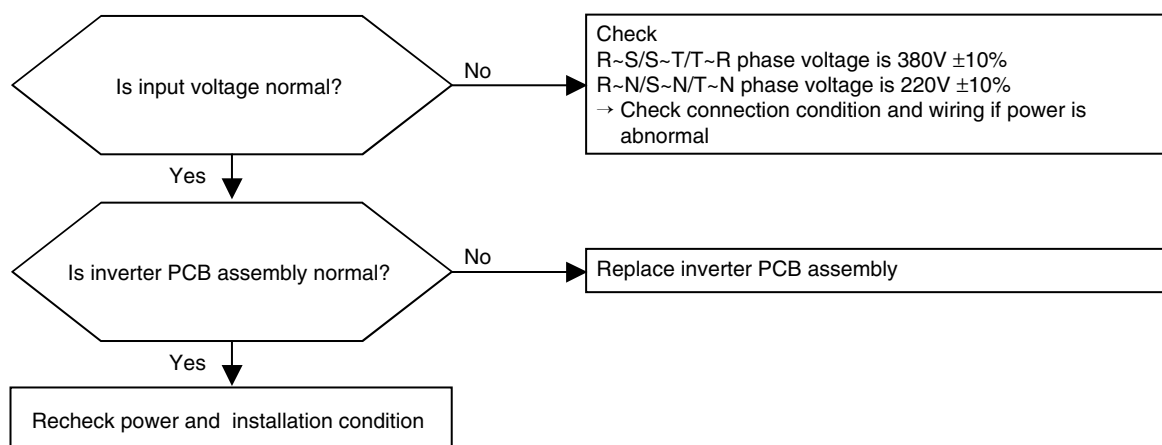 Is input voltage normal?
No
Check
R~S/S~T/T~R phase voltage is 380V ±10%
R~N/S~N/T~N phase voltage is 220V ±10%
→ Check connection condition and wiring if power is
abnormal
Yes
Is inverter PCB assembly normal?
No
Replace inverter PCB assembly
Yes
Recheck power and installation condition